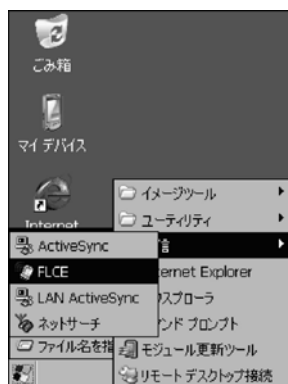 ごみ箱
マイ デバイス
Internet
イメージツール
ユーティリティ
信
ActiveSync
FLCE
ternet Explorer
LAN ActiveSync
スプローラ
ネットサーチ
ンド プロンプト
ファイル名を指
モジュール更新ツール
リモート デスクトップ接続